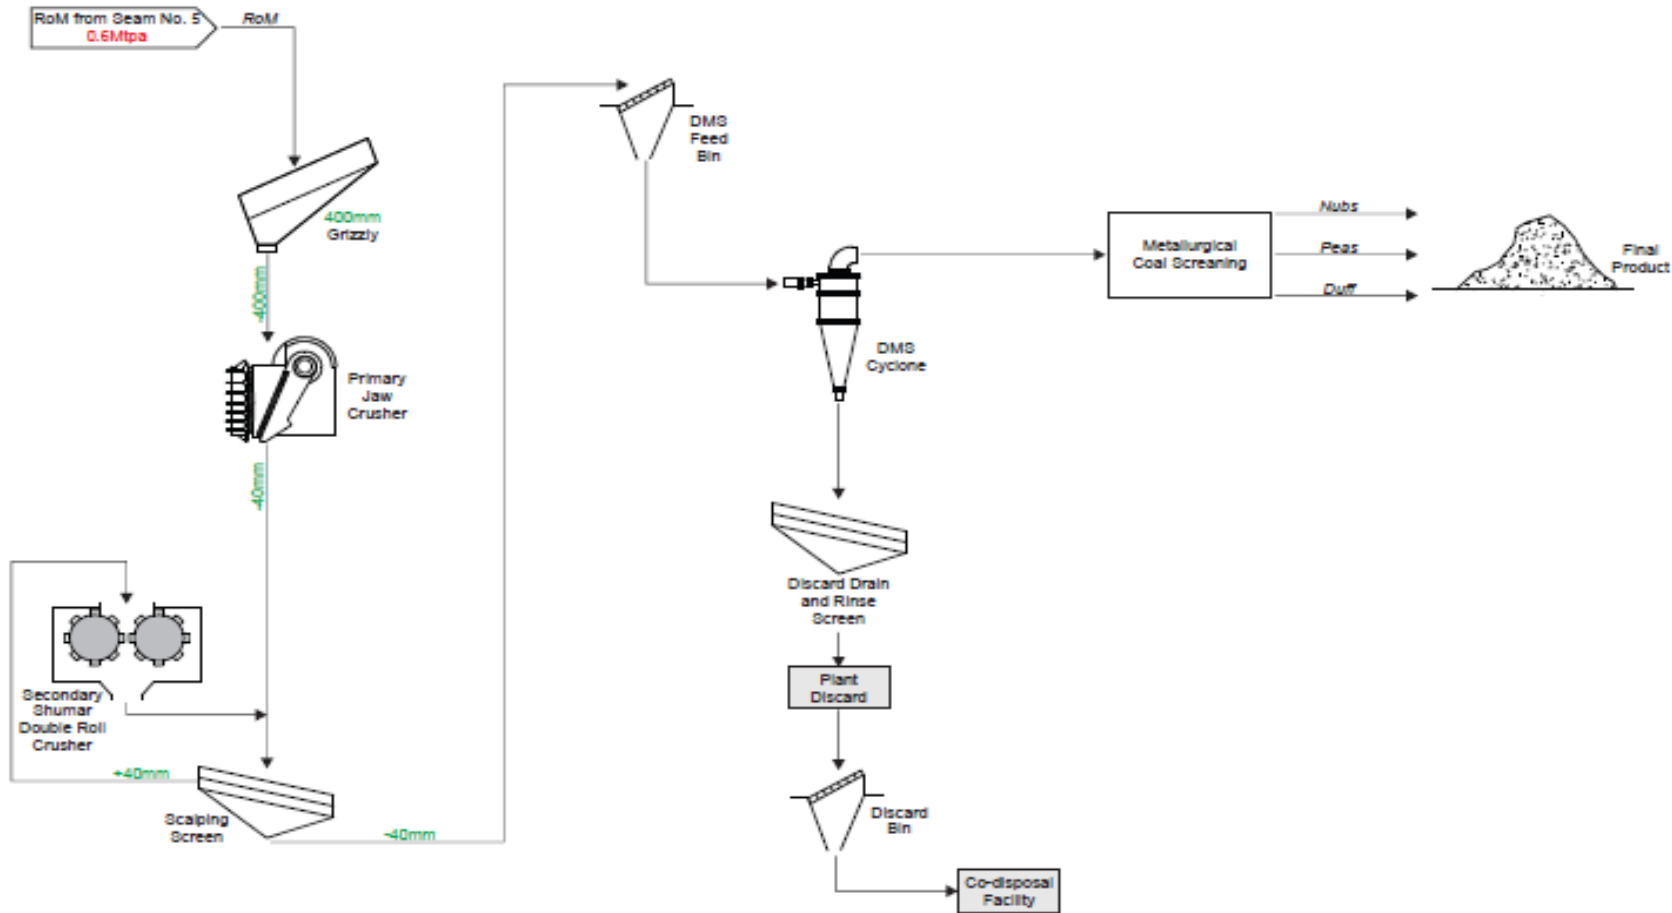 RoM from Seam No. 5
0.6Mtpa
RoM
400mm
Grizzly
-400mm
Primary
Jaw
Crusher
-40mm
Secondary
Shumar
Double Roll
Crusher
+40mm
Scalping
Screen
-40mm
DMS
Feed
Bin
DMS
Cyclone
Metallurgical
Coal Screaning
Nubs
Peas
Duff
Final
Product
Discard Drain
and Rinse
Screen
Plant
Discard
Discard
Bin
Co-disposal
Facility